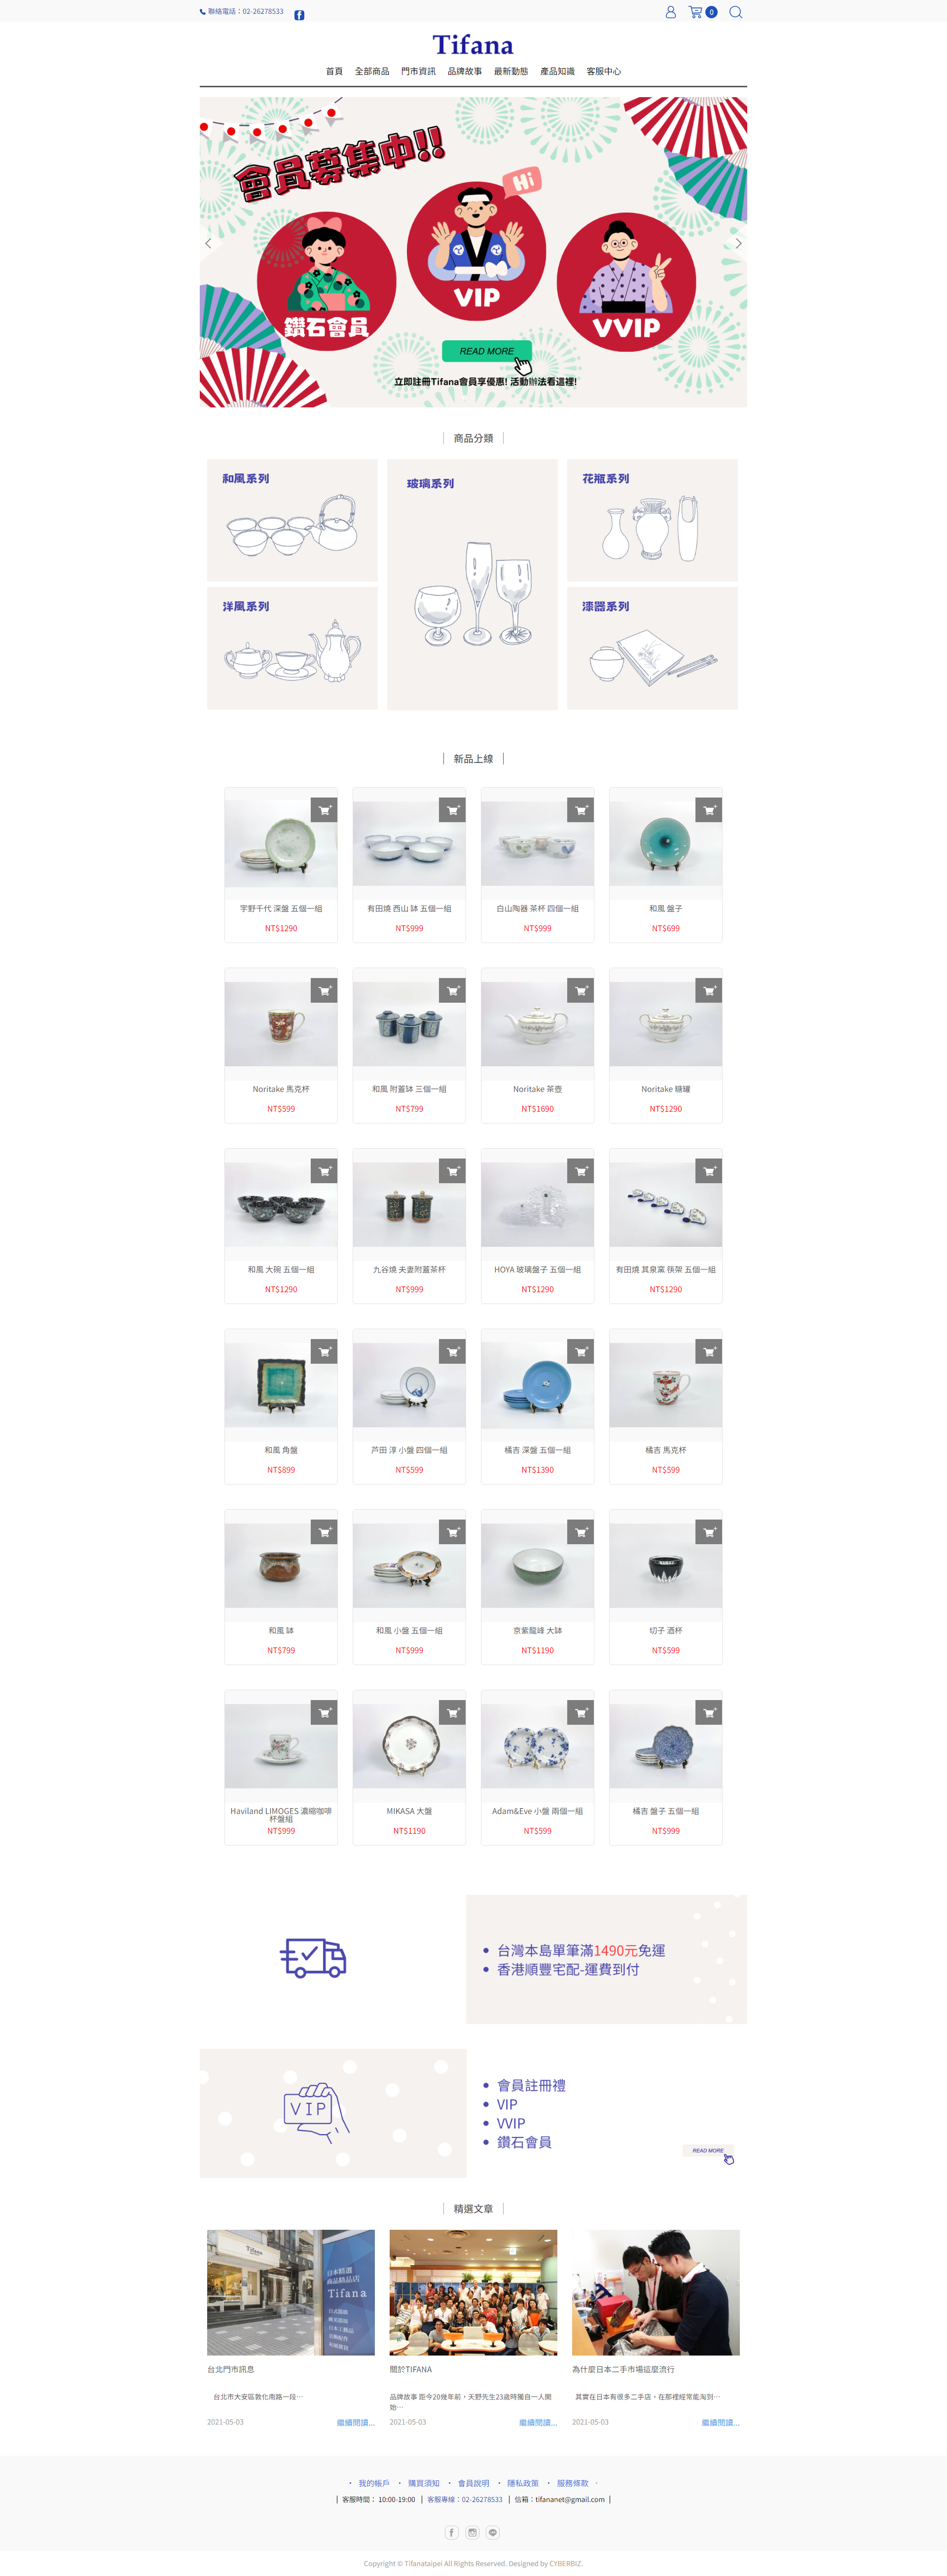 聯絡電話：02-26278533
0
Tifana
首頁 全部商品 門市資訊 品牌故事 最新動態 產品知識 客服中心
會員募集中!!
Hi
鑽石會員
VIP
VVIP
READ MORE
立即註冊Tifana會員享優惠! 活動辦法看這裡!
商品分類
和風系列
玻璃系列
花瓶系列
洋風系列
漆器系列
新品上線
宇野千代 深盤 五個一組
NT$1290
有田燒 西山 缽 五個一組
NT$999
白山陶器 茶杯 四個一組
NT$999
和風 盤子
NT$699
Noritake 馬克杯
NT$599
和風 附蓋缽 三個一組
NT$799
Noritake 茶壺
NT$1690
Noritake 糖罐
NT$1290
和風 大碗 五個一組
NT$1290
九谷燒 夫妻附蓋茶杯
NT$999
HOYA 玻璃盤子 五個一組
NT$1290
有田燒 其泉窯 筷架 五個一組
NT$1290
和風 角盤
NT$899
芦田 淳 小盤 四個一組
NT$599
橘吉 深盤 五個一組
NT$1390
橘吉 馬克杯
NT$599
和風 缽
NT$799
和風 小盤 五個一組
NT$999
京紫龍峰 大缽
NT$1190
切子 酒杯
NT$599
Haviland LIMOGES 濃縮咖啡
杯盤組
NT$999
MIKASA 大盤
NT$1190
Adam&Eve 小盤 兩個一組
NT$599
橘吉 盤子 五個一組
NT$999
台灣本島單筆滿1490元免運
香港順豐宅配-運費到付
VIP
會員註冊禮
VIP
VVIP
鑽石會員
READ MORE
精選文章
Tifana
日本精選
商品精品店
Tifana
台北門市訊息
台北市大安區敦化南路一段…
2021-05-03
繼續閱讀...
關於TIFANA
品牌故事 距今20幾年前，天野先生23歲時獨自一人開
始…
2021-05-03
繼續閱讀...
為什麼日本二手市場這麼流行
其實在日本有很多二手店，在那裡經常能淘到…
2021-05-03
繼續閱讀...
• 我的帳戶 • 購買須知 • 會員說明 • 隱私政策 • 服務條款 •
| 客服時間： 10:00-19:00 | 客服專線：02-26278533 | 信箱：tifananet@gmail.com |
Copyright © Tifanataipei All Rights Reserved. Designed by CYBERBIZ.